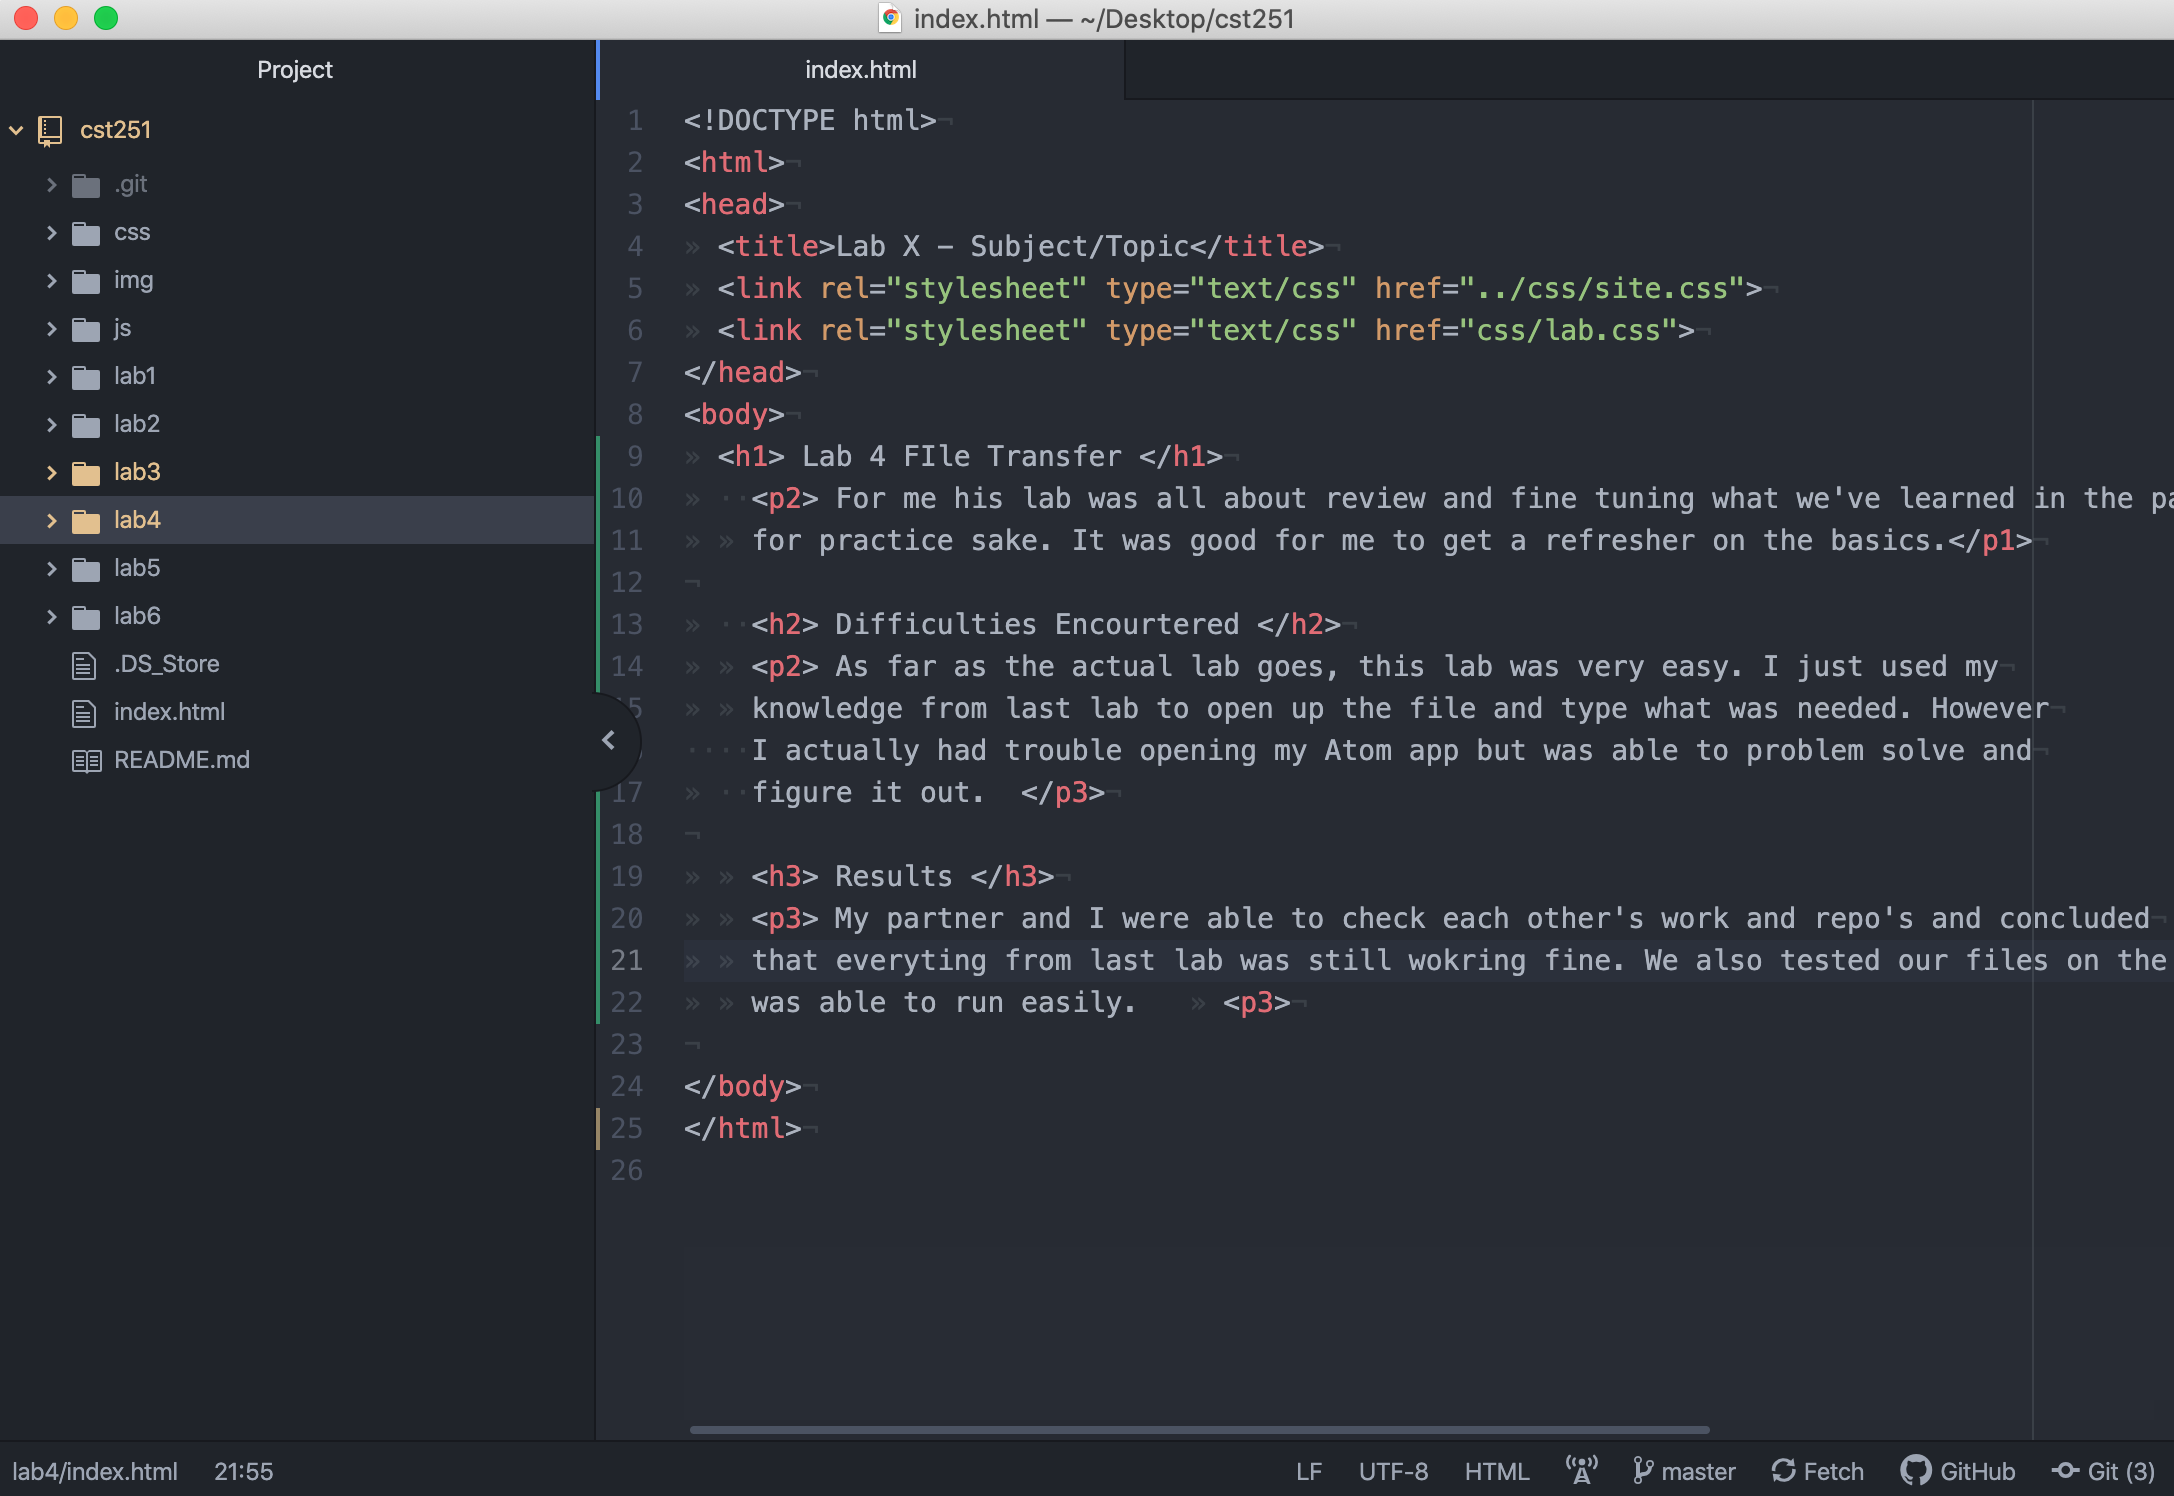 index.html — ~/Desktop/cst251
Project
cst251
.git
css
img
js
lab1
lab2
lab3
lab4
lab5
lab6
.DS_Store
index.html
README.md
index.html
1 <!DOCTYPE html>
2 <html>
3 <head>
4 <title>Lab X - Subject/Topic</title>
5 <link rel="stylesheet" type="text/css" href="../css/site.css">
6 <link rel="stylesheet" type="text/css" href="css/lab.css">
7 </head>
8 <body>
9 <h1> Lab 4 FIle Transfer </h1>
10 <p2> For me his lab was all about review and fine tuning what we've learned in the
11 for practice sake. It was good for me to get a refresher on the basics.</p1>
12
13 <h2> Difficulties Encourtered </h2>
14 <p2> As far as the actual lab goes, this lab was very easy. I just used my
knowledge from last lab to open up the file and type what was needed. However
I actually had trouble opening my Atom app but was able to problem solve and
17 figure it out. </p3>
18
19 <h3> Results </h3>
20 <p3> My partner and I were able to check each other's work and repo's and concluded
21 that everyting from last lab was still wokring fine. We also tested our files on the
22 was able to run easily. <p3>
23
24 </body>
25 </html>
26
lab4/index.html 21:55 LF UTF-8 HTML master Fetch GitHub Git (3)